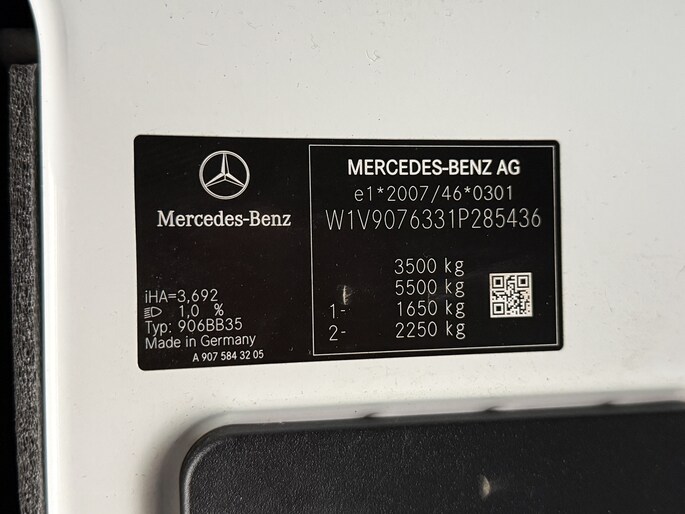 Mercedes-Benz
iHA=3,692
1,0 %
Typ: 906BB35
Made in Germany
A 907 584 32 05
MERCEDES-BENZ AG
e1*2007/46*0301
W1V9076331P285436
3500 kg
5500 kg
1- 1650 kg
2- 2250 kg